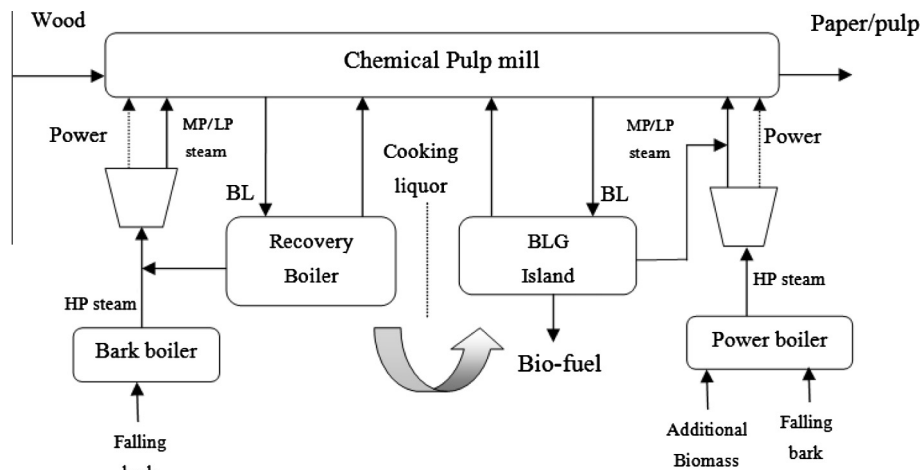 Wood
Paper/pulp
Chemical Pulp mill
Power
MP/LP
steam
BL
Cooking
liquor
MP/LP
steam
BL
Power
Recovery
Boiler
BLG
Island
HP steam
HP steam
Bark boiler
Bio-fuel
Power boiler
Falling
Additional
Biomass
Falling
bark